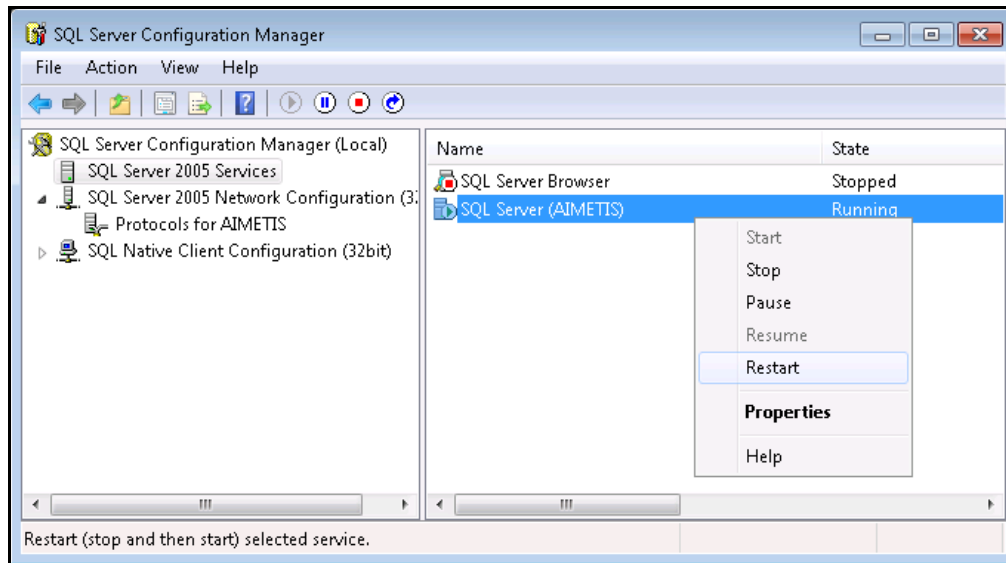 SQL Server Configuration Manager
File Action View Help
SQL Server Configuration Manager (Local)
SQL Server 2005 Services
SQL Server 2005 Network Configuration (3
Protocols for AIMETIS
SQL Native Client Configuration (32bit)
Name State
SQL Server Browser Stopped
SQL Server (AIMETIS) Running
Start
Stop
Pause
Resume
Restart
Properties
Help
Restart (stop and then start) selected service.